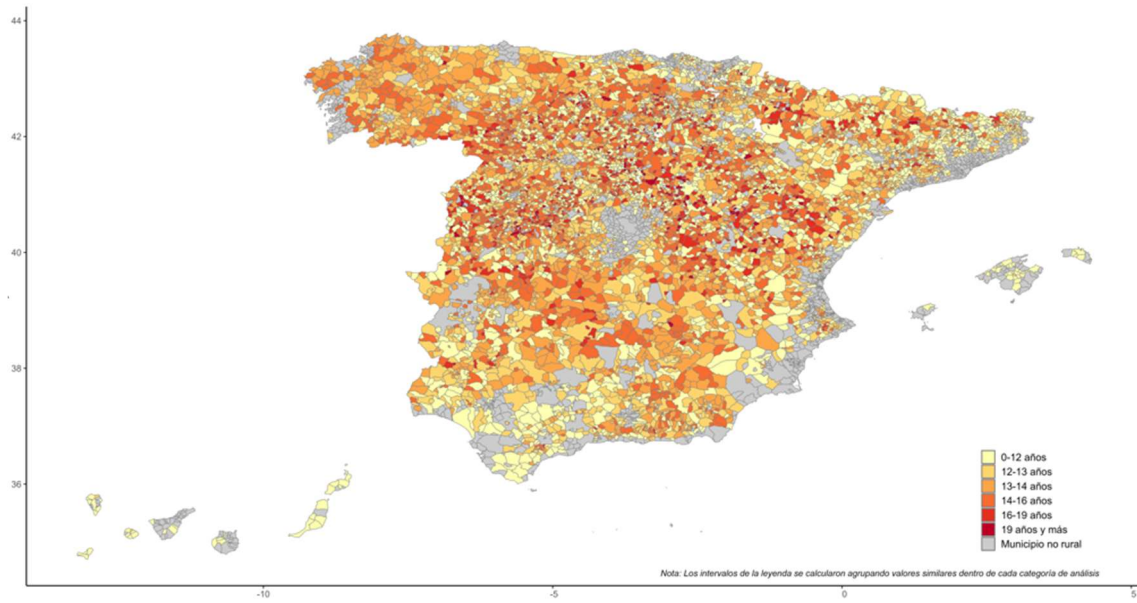 44
42
40
38
36
0-12 años
12-13 años
13-14 años
14-16 años
16-19 años
19 años y más
Municipio no rural
Nota: Los intervalos de la leyenda se calcularon agrupando valores similares dentro de cada categoría de análisis
-10
-5
0
5